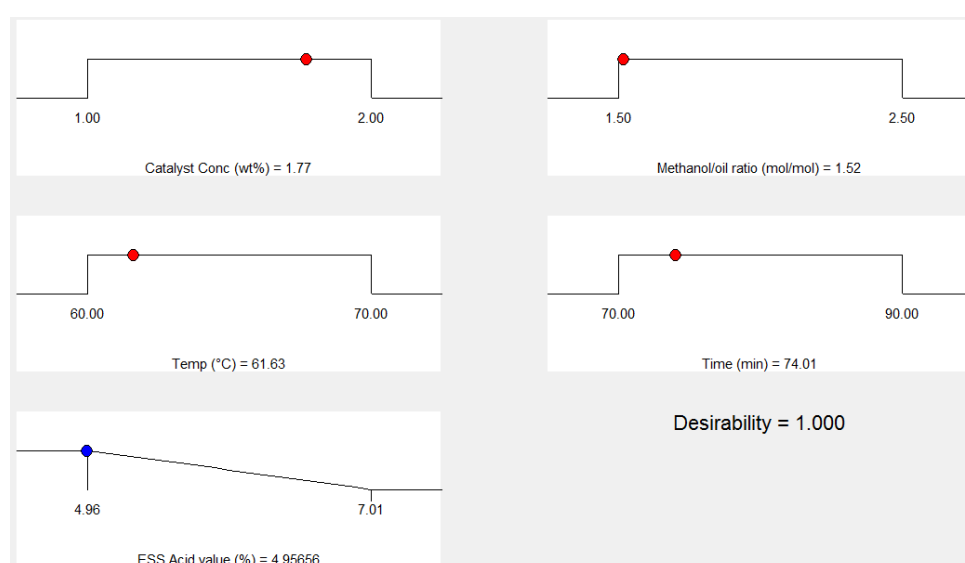 1.00 2.00
Catalyst Conc (wt%) = 1.77
1.50 2.50
Methanol/oil ratio (mol/mol) = 1.52
60.00 70.00
Temp (°C) = 61.63
70.00 90.00
Time (min) = 74.01
4.96 7.01
ESS Acid value (%) = 4.95656
Desirability = 1.000